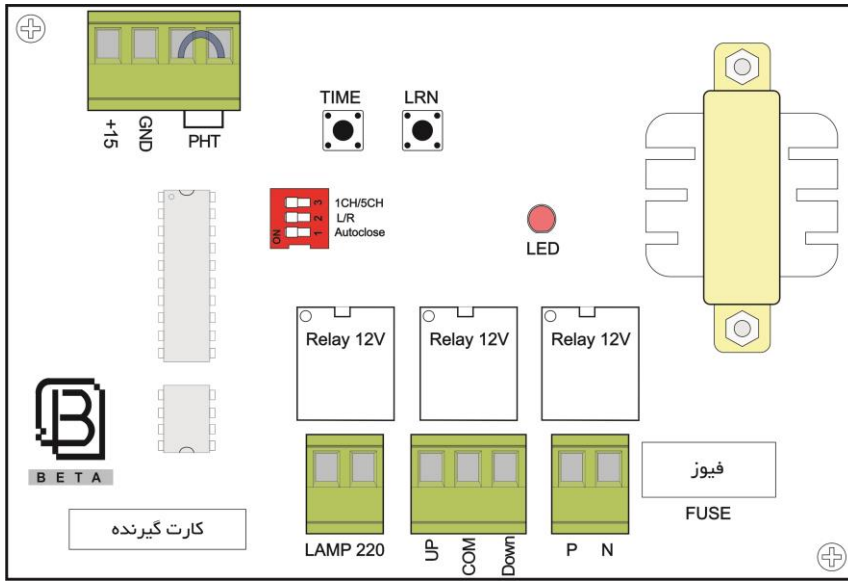 +15
GND
PHT
TIME
LRN
ON
3
2
1
1CH/5CH
L/R
Autoclose
LED
Relay 12V
Relay 12V
Relay 12V
B
BETA
کارت گیرنده
LAMP 220
UP
COM
Down
P N
فیوز
FUSE